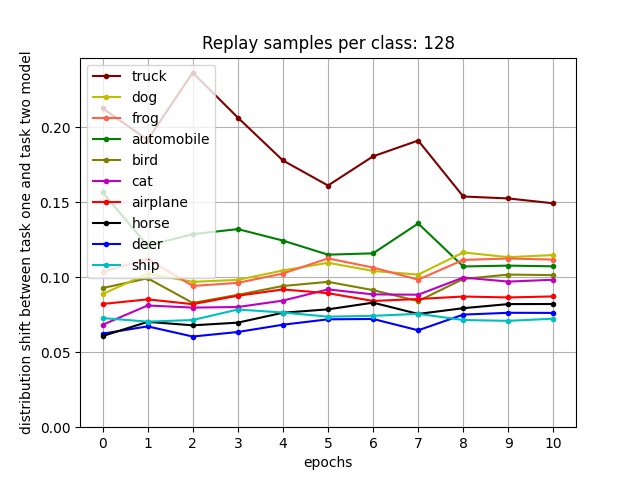 Replay samples per class: 128
distribution shift between task one and task two model
0.20
0.15
0.10
0.05
0.00
truck
dog
frog
automobile
bird
cat
airplane
horse
deer
ship
0 1 2 3 4 5 6 7 8 9 10
epochs